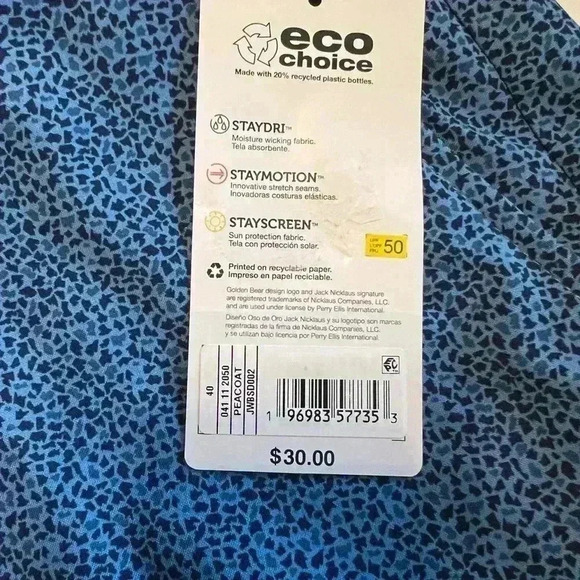 eco
choice
Made with 20% recycled plastic bottles.
STAYDRI™
Moisture wicking fabric.
Tela absorbente.
STAYMOTION™
Innovative stretch seams.
Inovadoras costuras elásticas.
STAYSCREEN™
Sun protection fabric.
Tela con protección solar.
50
Printed on recyclable paper.
Impreso en papel reciclable.
Golden Bear design logo and Jack Nicklaus signature
are registered trademarks of Nicklaus Companies, LLC.
and are used under license by Perry Ellis International.
Diseño Oso de Oro Jack Nicklaus y su logotipo son marcas
registradas de la firma de Nicklaus Companies, LLC.
y se utilizan bajo licencia por Perry Ellis International.
40
041 11 2050
PEACOAT
JWBSD002
1 96983 57735 3
$30.00